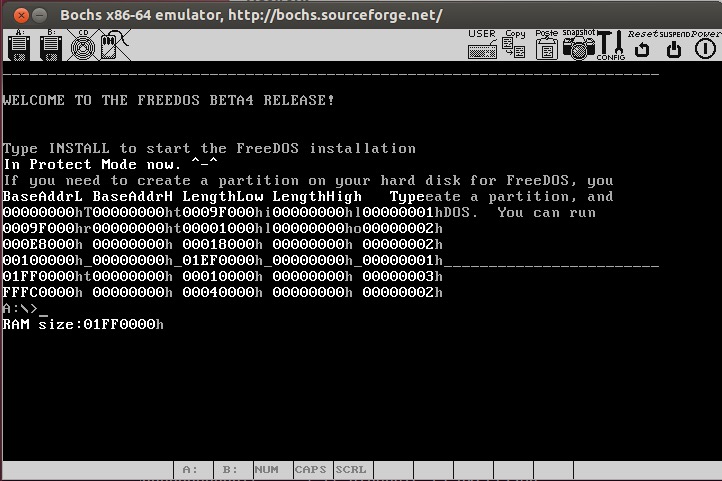 Bochs x86-64 emulator, http://bochs.sourceforge.net/
A: B: CD USER Copy Paste snapshot CONFIG Reset SUSPEND Power
WELCOME TO THE FREEDOS BETA4 RELEASE!
Type INSTALL to start the FreeDOS installation
In Protect Mode now. ^-^
If you need to create a partition on your hard disk for FreeDOS, you
BaseAddrL BaseAddrH LengthLow LengthHigh   Typeeate a partition, and
00000000hT00000000ht0009F000hi00000000hl00000001hDOS.  You can run
0009F000hr00000000ht00001000hl00000000ho00000002h
000E8000h 00000000h 00018000h 00000000h 00000002h
00100000h_00000000h_01EF0000h_00000000h_00000001h___________________________
01FF0000ht00000000h 00010000h 00000000h 00000003h
FFFC0000h 00000000h 00040000h 00000000h 00000002h
A:\>_
RAM size:01FF0000h
A: B: NUM CAPS SCRL